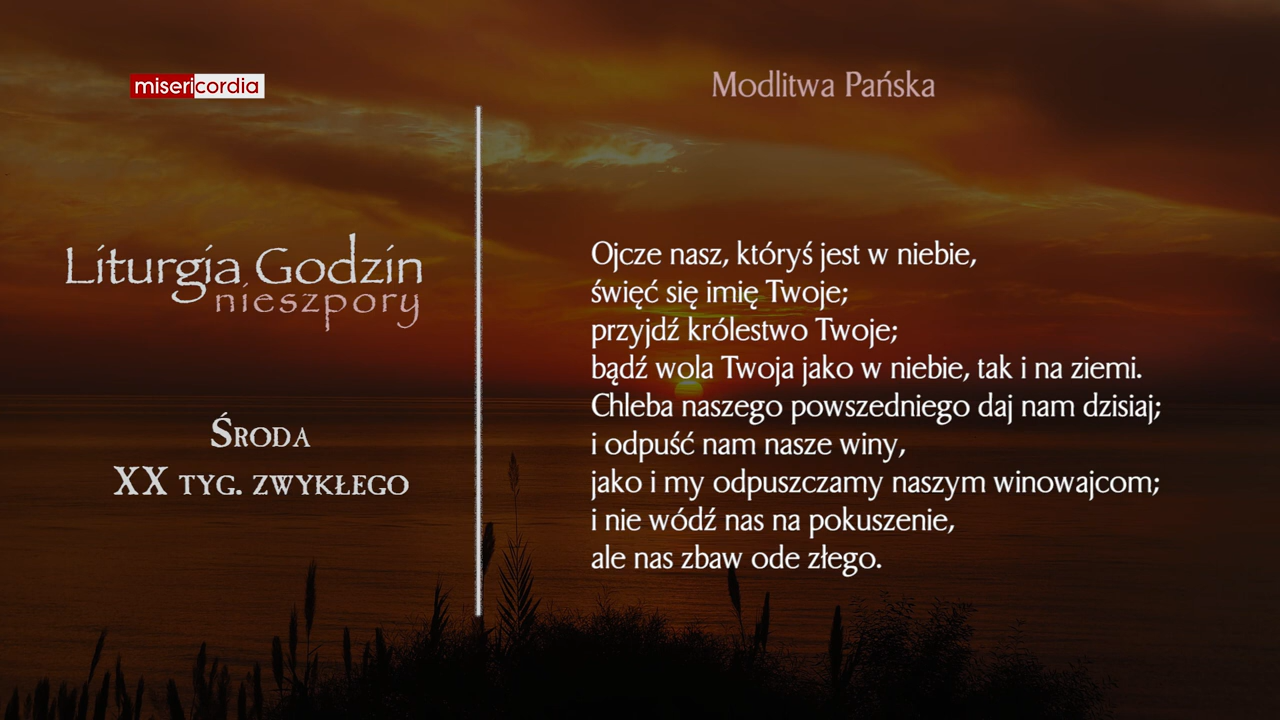 misericordia
Liturgia Godzin
nieszpory
Środa
XX tyg. zwykłego
Modlitwa Pańska
Ojcze nasz, któryś jest w niebie,
święć się imię Twoje;
przyjdź królestwo Twoje;
bądź wola Twoja jako w niebie, tak i na ziemi.
Chleba naszego powszedniego daj nam dzisiaj;
i odpuść nam nasze winy,
jako i my odpuszczamy naszym winowajcom;
i nie wódź nas na pokuszenie,
ale nas zbaw ode złego.